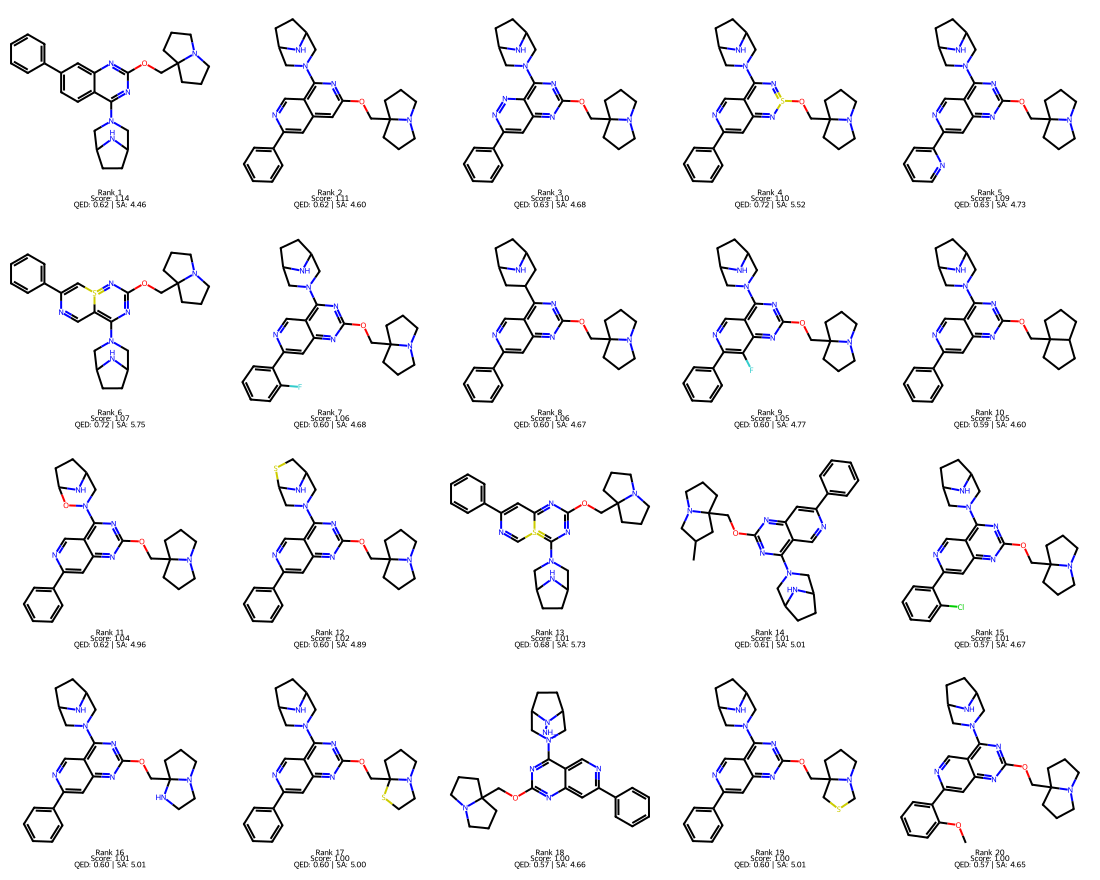 Rank 1
Score: 1.14
QED: 0.62 | SA: 4.46
Rank 2
Score: 1.11
QED: 0.62 | SA: 4.60
Rank 3
Score: 1.10
QED: 0.63 | SA: 4.68
Rank 4
Score: 1.10
QED: 0.72 | SA: 5.52
Rank 5
Score: 1.09
QED: 0.63 | SA: 4.73
Rank 6
Score: 1.07
QED: 0.72 | SA: 5.75
Rank 7
Score: 1.06
QED: 0.60 | SA: 4.68
Rank 8
Score: 1.06
QED: 0.60 | SA: 4.67
Rank 9
Score: 1.05
QED: 0.60 | SA: 4.77
Rank 10
Score: 1.05
QED: 0.59 | SA: 4.60
Rank 11
Score: 1.04
QED: 0.62 | SA: 4.96
Rank 12
Score: 1.02
QED: 0.60 | SA: 4.89
Rank 13
Score: 1.01
QED: 0.68 | SA: 5.73
Rank 14
Score: 1.01
QED: 0.61 | SA: 5.01
Rank 15
Score: 1.01
QED: 0.57 | SA: 4.67
Rank 16
Score: 1.01
QED: 0.60 | SA: 5.01
Rank 17
Score: 1.00
QED: 0.60 | SA: 5.00
Rank 18
Score: 1.00
QED: 0.57 | SA: 4.66
Rank 19
Score: 1.00
QED: 0.60 | SA: 5.01
Rank 20
Score: 1.00
QED: 0.57 | SA: 4.65